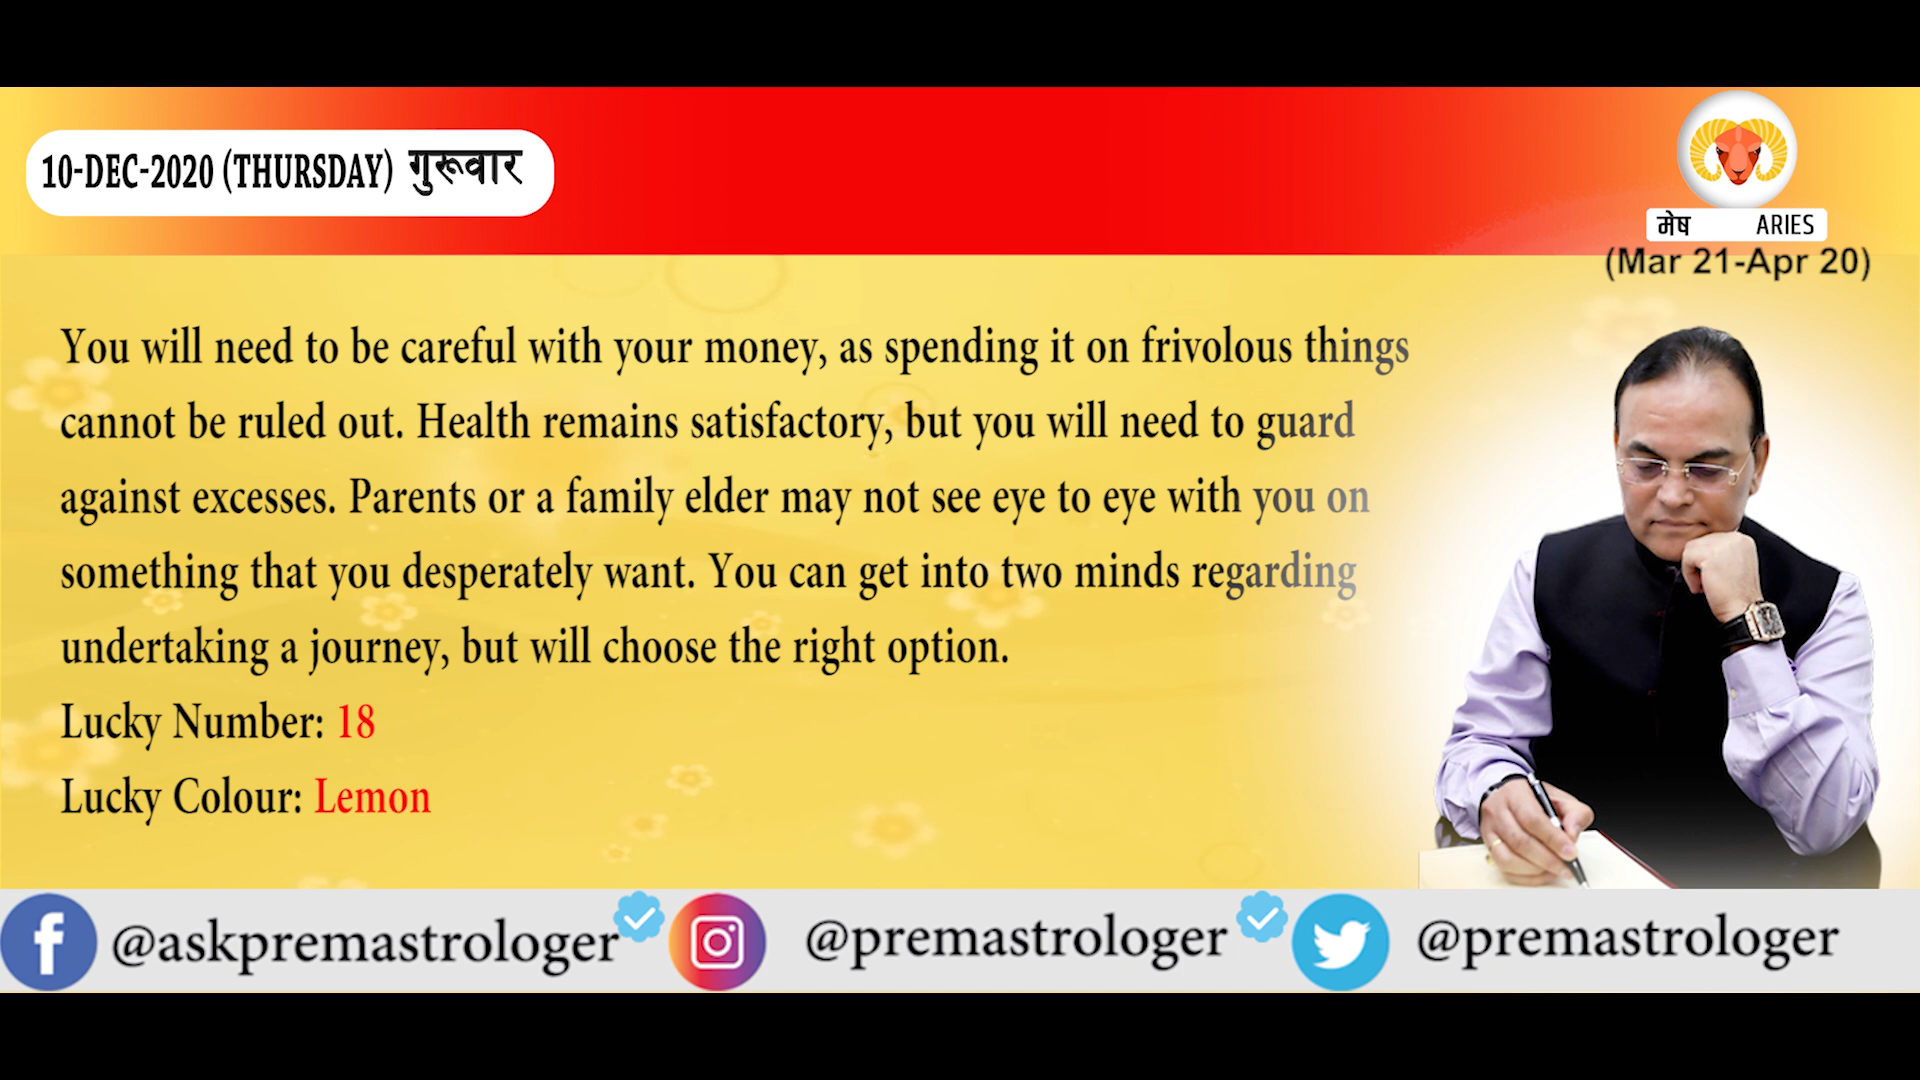 10-DEC-2020 (THURSDAY) गुरूवार
मेष ARIES
(Mar 21-Apr 20)
You will need to be careful with your money, as spending it on frivolous things
cannot be ruled out. Health remains satisfactory, but you will need to guard
against excesses. Parents or a family elder may not see eye to eye with you on
something that you desperately want. You can get into two minds regarding
undertaking a journey, but will choose the right option.
Lucky Number: 18
Lucky Colour: Lemon
@askpremastrologer @premastrologer @premastrologer